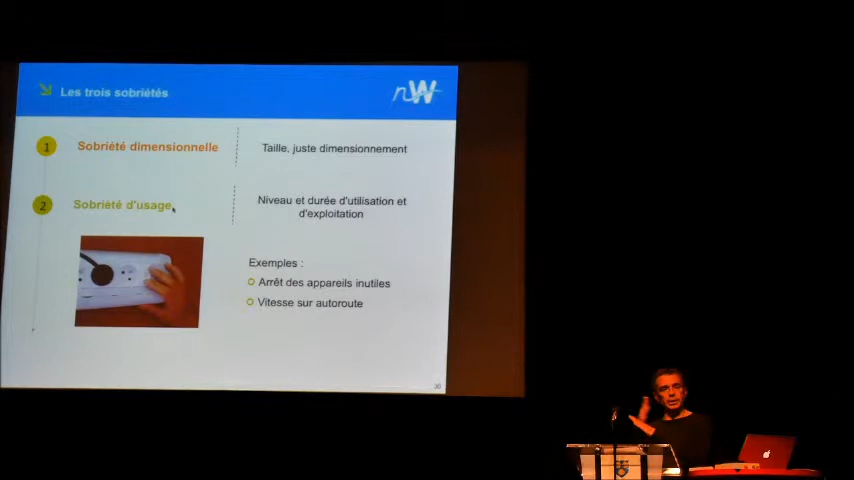 Les trois sobriétés
nW
1
Sobriété dimensionnelle
Taille, juste dimensionnement
2
Sobriété d'usage
Niveau et durée d'utilisation et
d'exploitation
Exemples :
Arrêt des appareils inutiles
Vitesse sur autoroute
30